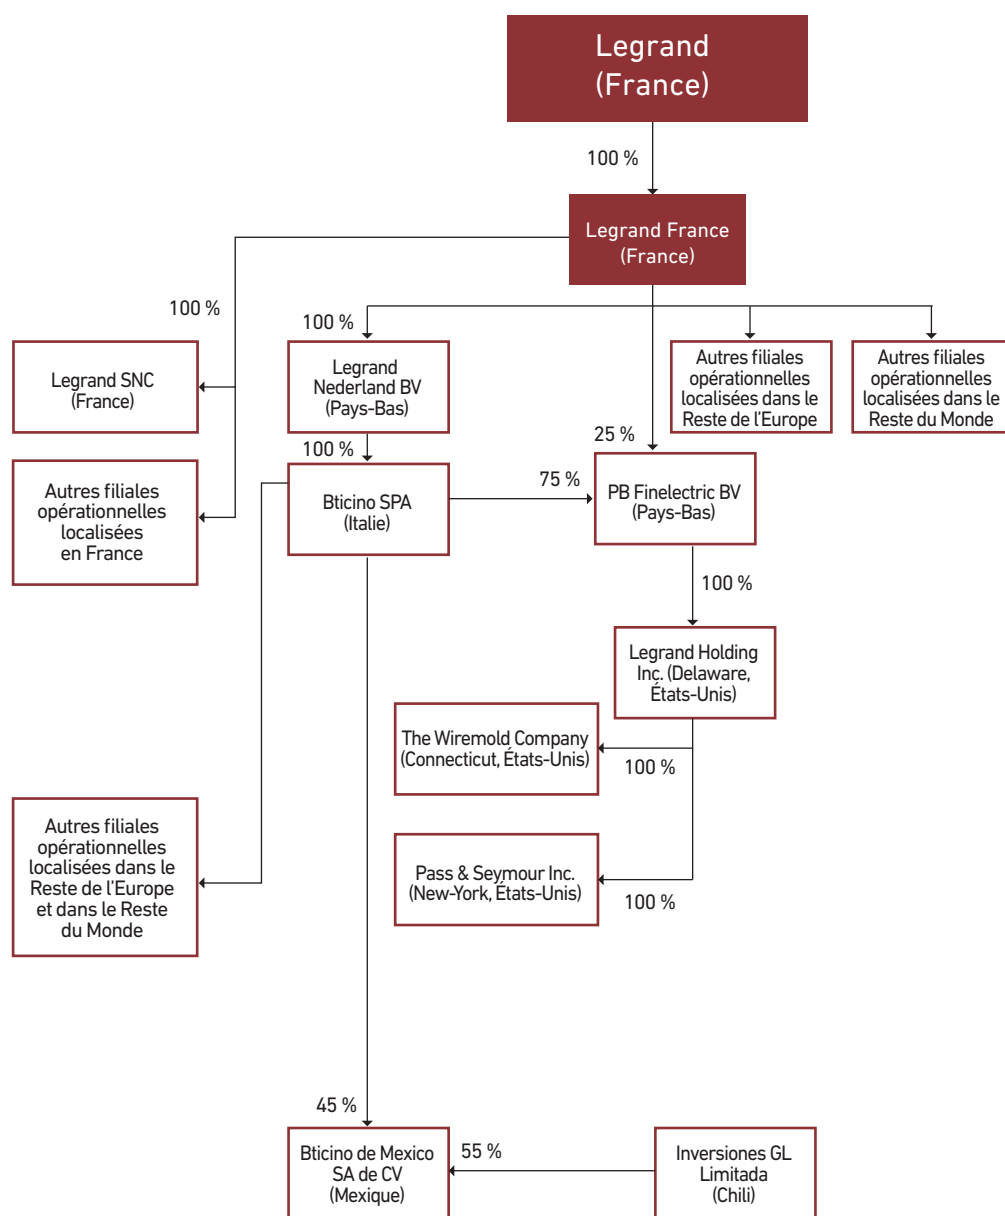 Legrand
(France)
100 %
Legrand France
(France)
100 %
Legrand SNC
(France)
Autres filiales
opérationnelles
localisées
en France
100 %
Legrand
Nederland BV
(Pays-Bas)
Autres filiales
opérationnelles
localisées dans le
Reste de l'Europe
Autres filiales
opérationnelles
localisées dans le
Reste du Monde
100 %
25 %
Bticino SPA
(Italie)
75 %
PB Finelectric BV
(Pays-Bas)
100 %
Legrand Holding
Inc. (Delaware,
États-Unis)
The Wiremold Company
(Connecticut, États-Unis)
100 %
Autres filiales
opérationnelles
localisées dans le
Reste de l'Europe
et dans le Reste
du Monde
Pass & Seymour Inc.
(New-York, États-Unis)
100 %
45 %
Bticino de Mexico
SA de CV
(Mexique)
55 %
Inversiones GL
Limitada
(Chili)